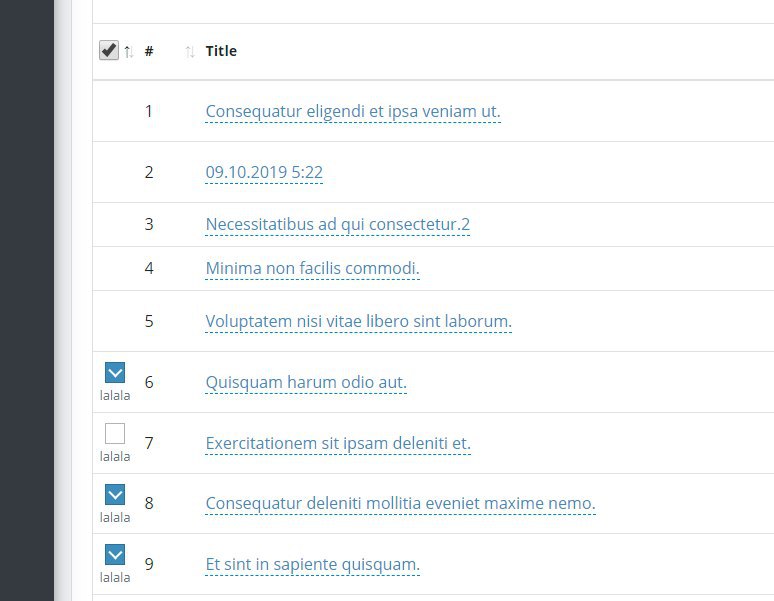 # Title
1 Consequatur eligendi et ipsa veniam ut.
2 09.10.2019 5:22
3 Necessitatibus ad qui consectetur.2
4 Minima non facilis commodi.
5 Voluptatem nisi vitae libero sint laborum.
6 Quisquam harum odio aut.
lalala
7 Exercitationem sit ipsam deleniti et.
lalala
8 Consequatur deleniti mollitia eveniet maxime nemo.
lalala
9 Et sint in sapiente quisquam.
lalala